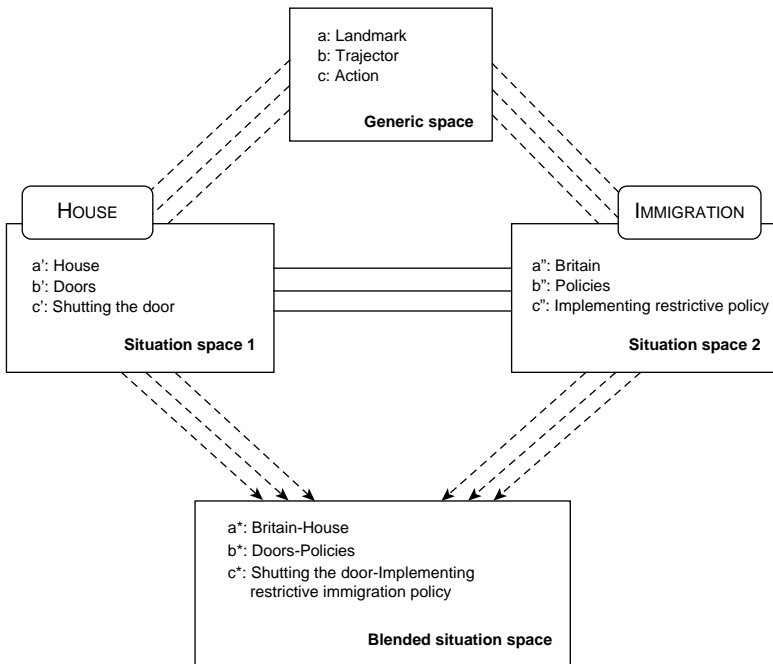 a: Landmark
b: Trajector
c: Action
Generic space
HOUSE
a’: House
b’: Doors
c’: Shutting the door
Situation space 1
IMMIGRATION
a”: Britain
b”: Policies
c”: Implementing restrictive policy
Situation space 2
a*: Britain-House
b*: Doors-Policies
c*: Shutting the door-Implementing
restrictive immigration policy
Blended situation space